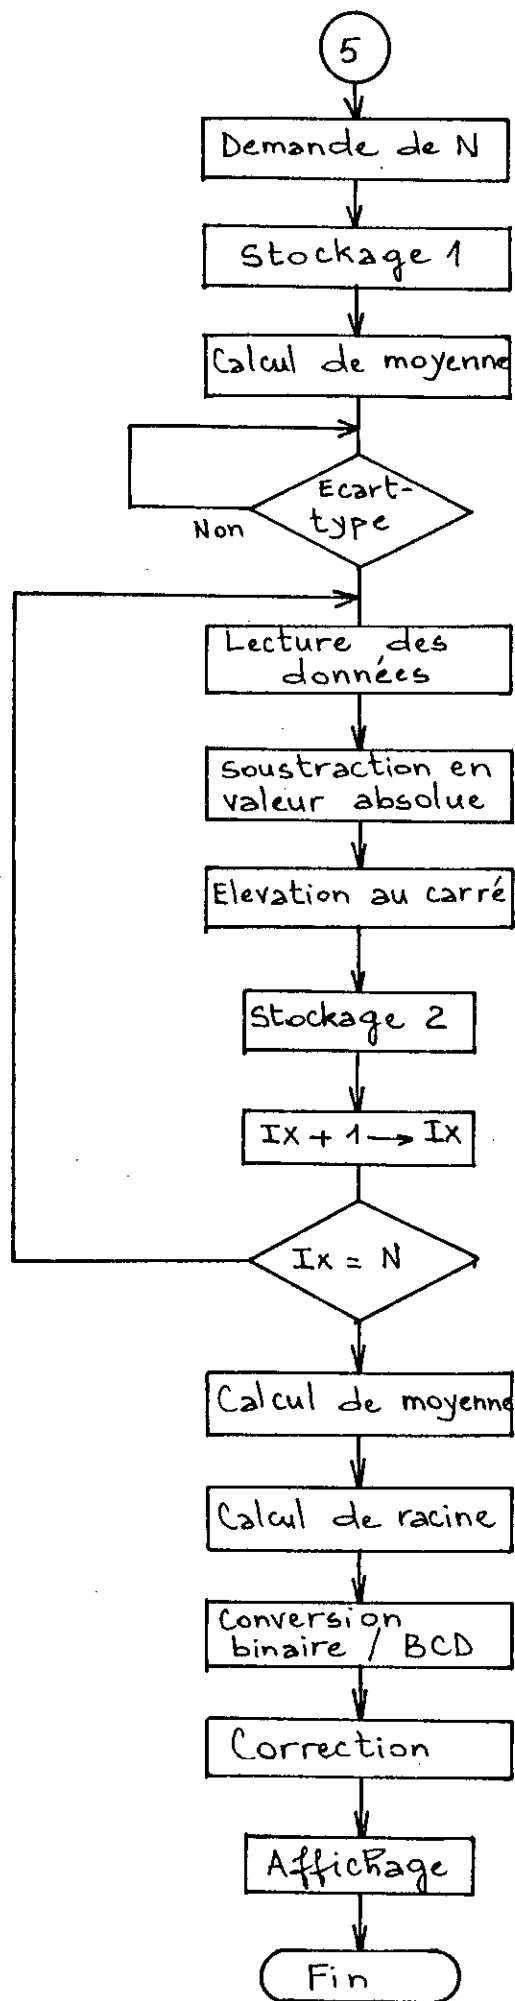 5
Demande de N
Stockage 1
Calcul de moyenne
Ecart-
type
Non
Lecture des
données
soustraction en
valeur absolue
Elevation au carré
Stockage 2
IX + 1 → IX
Ix = N
Calcul de moyenne
Calcul de racine
Conversion
binaire / BCD
Correction
Affichage
Fin